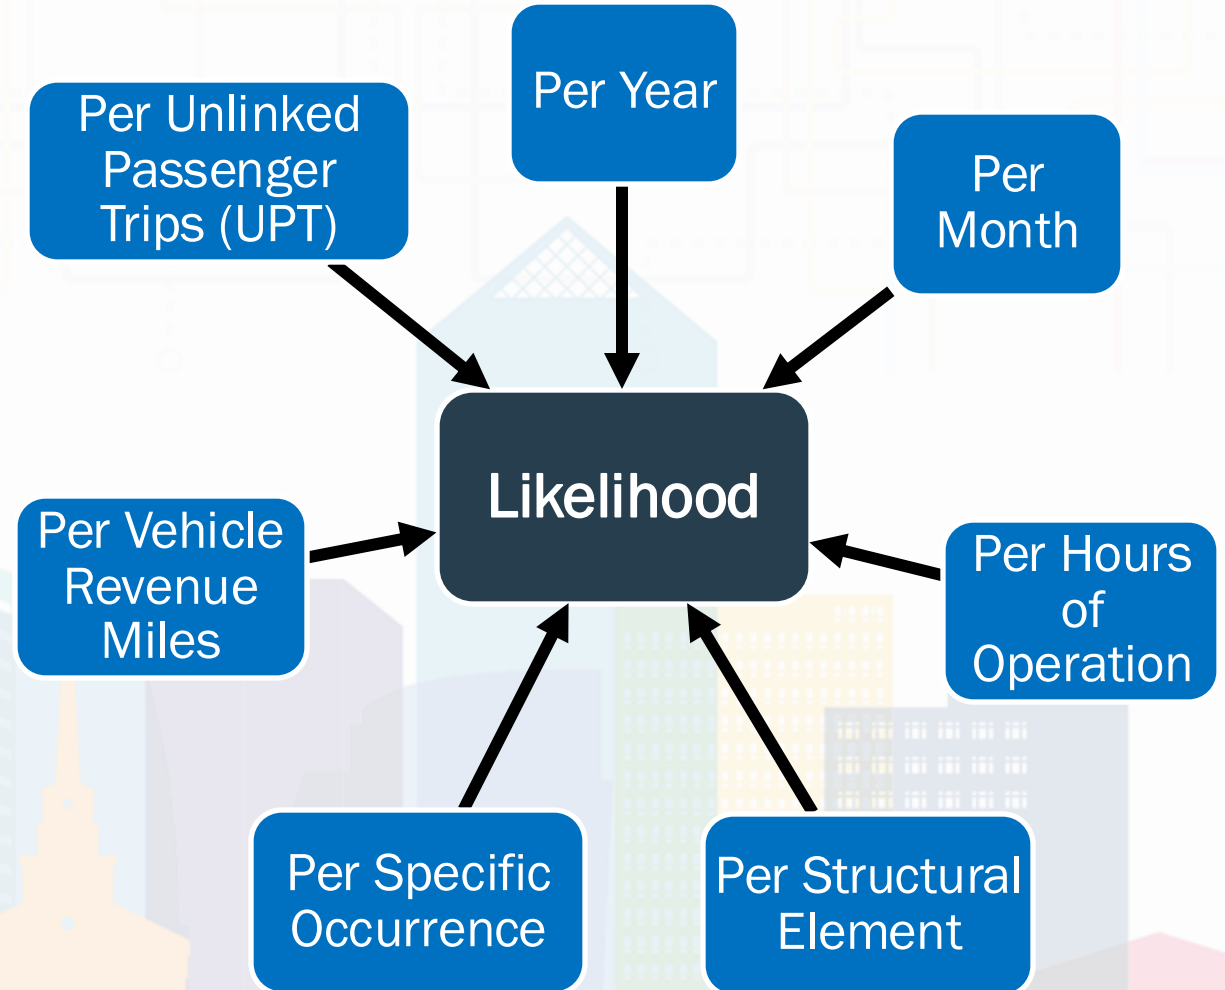 Per Year
Per Unlinked
Passenger
Trips (UPT)
Per
Month
Likelihood
Per Vehicle
Revenue
Miles
Per Hours
of
Operation
Per Specific
Occurrence
Per Structural
Element